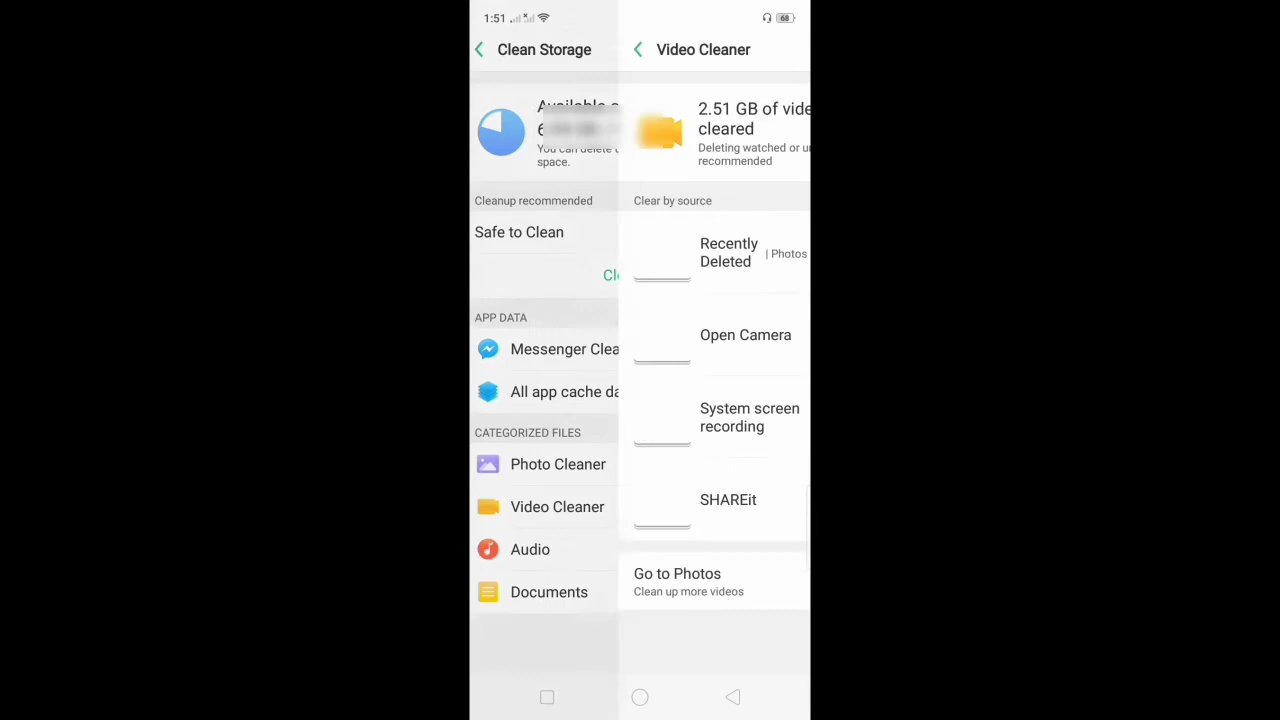 1:51
68
Clean Storage
Available
You can delete
space.
Cleanup recommended
Safe to Clean
APP DATA
Messenger Clea
All app cache da
CATEGORIZED FILES
Photo Cleaner
Video Cleaner
Audio
Documents
Video Cleaner
2.51 GB of vide
cleared
Deleting watched or u
recommended
Clear by source
Recently
Deleted
| Photos
Open Camera
System screen
recording
SHAREit
Go to Photos
Clean up more videos